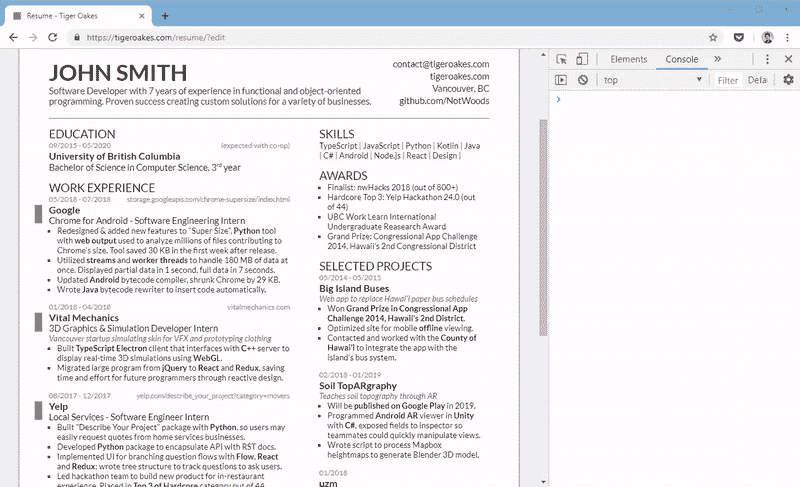 Resume - Tiger Oakes
https://tigeroakes.com/resume/?edit
JOHN SMITH
Software Developer with 7 years of experience in functional and object-oriented
programming. Proven success creating custom solutions for a variety of businesses.
contact@tigeroakes.com
tigeroakes.com
Vancouver, BC
github.com/NotWoods
EDUCATION
09/2015 - 05/2020 (expected with co-op)
University of British Columbia
Bachelor of Science in Computer Science, 3rd year
WORK EXPERIENCE
05/2018 - 07/2018 storage.googleapis.com/chrome-supersize/index.html
Google
Chrome for Android - Software Engineering Intern
• Redesigned & added new features to "Super Size", Python tool
with web output used to analyze millions of files contributing to
Chrome's size. Tool saved 30 KB in the first week after release.
• Utilized streams and worker threads to handle 180 MB of data at
once. Displayed partial data in 1 second, full data in 7 seconds.
• Updated Android bytecode compiler, shrunk Chrome by 29 KB.
• Wrote Java bytecode rewriter to insert code automatically.
01/2018 - 04/2018 vitalmechanics.com
Vital Mechanics
3D Graphics & Simulation Developer Intern
Vancouver startup simulating skin for VFX and prototyping clothing
• Built TypeScript Electron client that interfaces with C++ server to
display real-time 3D simulations using WebGL.
• Migrated large program from jQuery to React and Redux, saving
time and effort for future programmers through reactive design.
08/2017 - 12/2017 yelp.com/describe_your_project?category=movers
Yelp
Local Services - Software Engineer Intern
• Built "Describe Your Project" package with Python, so users may
easily request quotes from home services businesses.
• Developed Python package to encapsulate API with RST docs.
• Implemented UI for branching question flows with Flow, React
and Redux; wrote tree structure to track questions to ask users.
• Led hackathon team to build new product for in-restaurant
experience. Placed in Top 3 of Hardcore category out of 44.
SKILLS
TypeScript | JavaScript | Python | Kotlin | Java
| C# | Android | Node.js | React | Design |
AWARDS
• Finalist: nwHacks 2018 (out of 800+)
• Hardcore Top 3: Yelp Hackathon 24.0 (out
of 44)
• UBC Work Learn International
Undergraduate Reasearch Award
• Grand Prize: Congressional App Challenge
2014, Hawaii's 2nd Congressional District
SELECTED PROJECTS
05/2014 - 05/2015
Big Island Buses
Web app to replace Hawai'i paper bus schedules
• Won Grand Prize in Congressional App
Challenge 2014, Hawaii's 2nd District.
• Optimized site for mobile offline viewing.
• Contacted and worked with the County of
Hawai'i to integrate the app with the
island's bus system.
02/2018 - 01/2019
Soil TopARgraphy
Teaches soil topography through AR
• Will be published on Google Play in 2019.
• Programmed Android AR viewer in Unity
with C#, exposed fields to inspector so
teammates could quickly manipulate views.
• Wrote script to process Mapbox
heightmaps to generate Blender 3D model.
01/2018
uzm
Elements Console »
top Filter Defau